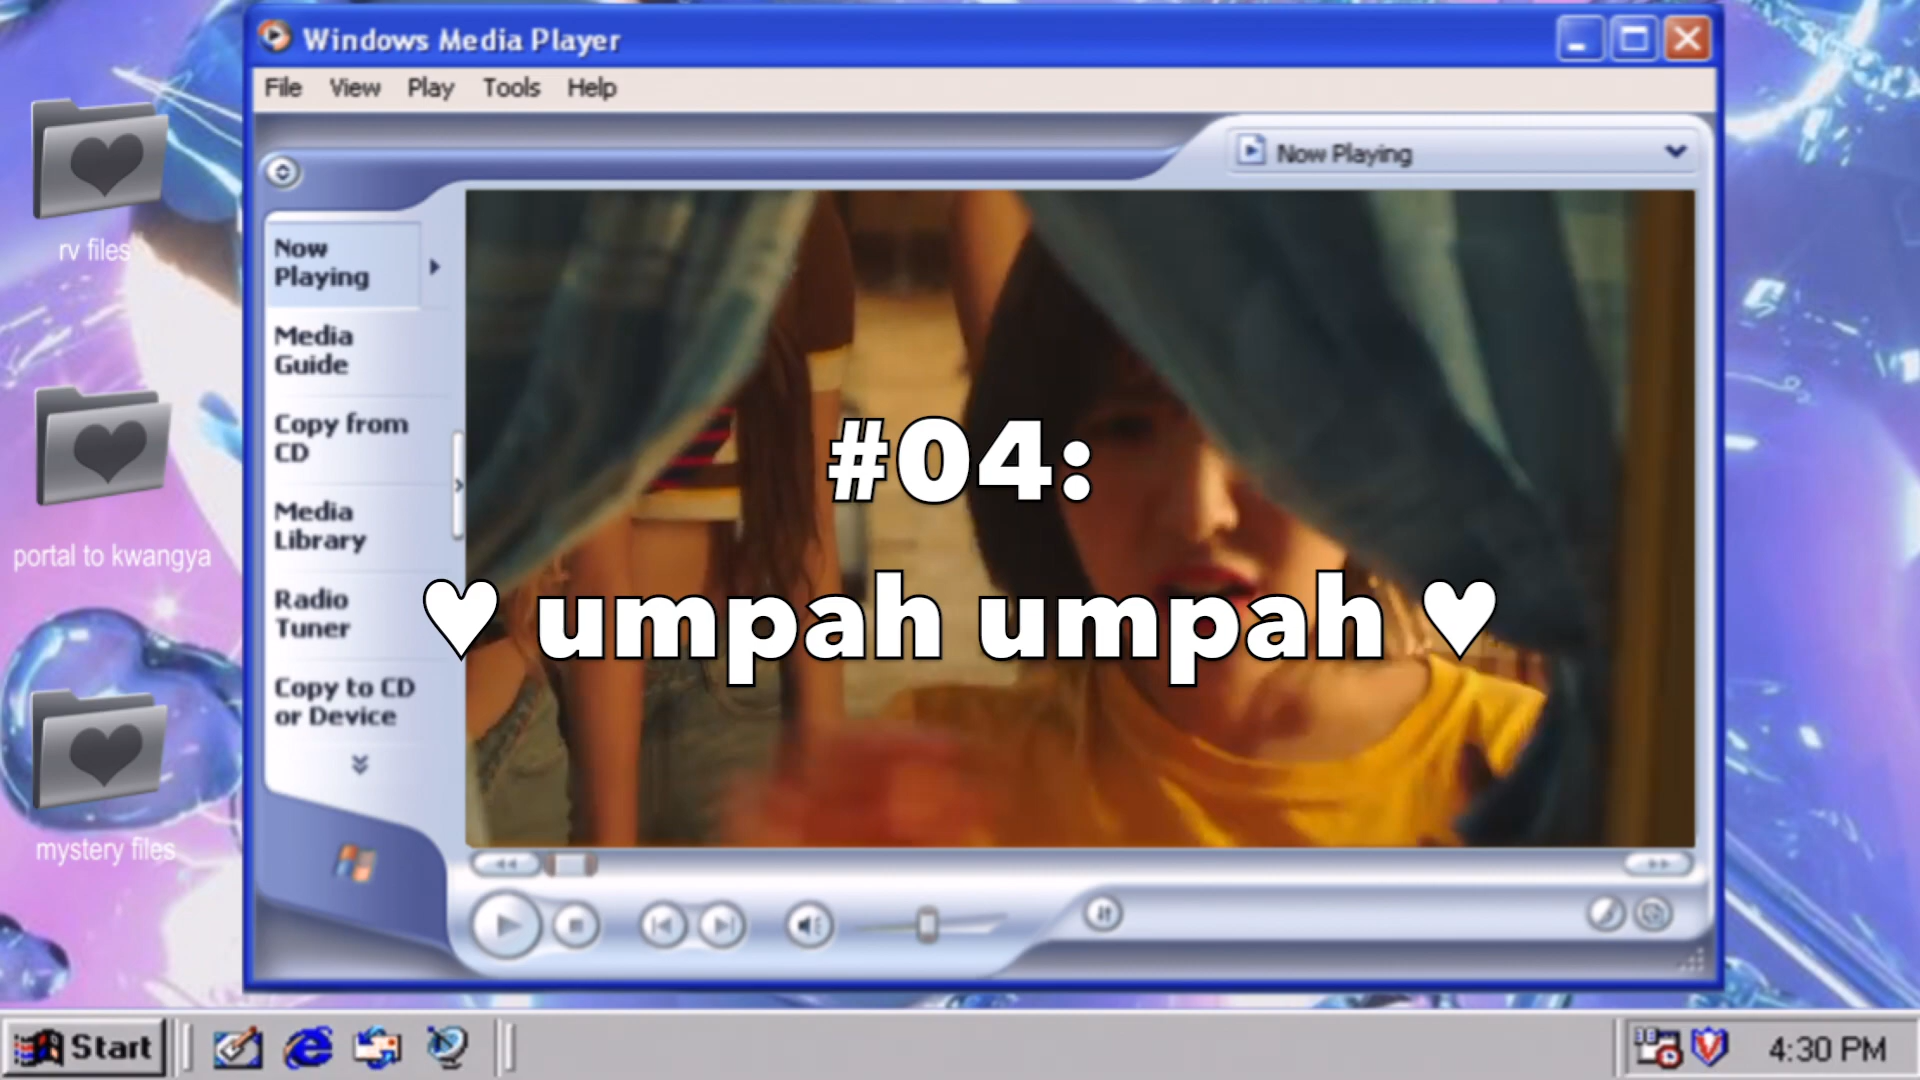 Windows Media Player
File View Play Tools Help
Now Playing
rv files
portal to kwangya
mystery files
Now
Playing
Media
Guide
Copy from
CD
Media
Library
Radio
Tuner
Copy to CD
or Device
#04:
♥ umpah umpah ♥
Start
4:30 PM